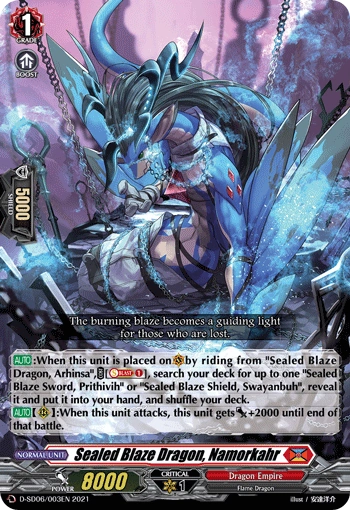 1
GRADE
BOOST
5000
SHIELD
The burning blaze becomes a guiding light
for those who are lost.
AUTO:When this unit is placed on by riding from "Sealed Blaze
Dragon, Arhinsa", [SOUL BLAST 1], search your deck for up to one "Sealed
Blaze Sword, Prithivih" or "Sealed Blaze Shield, Swayanbuh", reveal
it and put it into your hand, and shuffle your deck.
AUTO[ ]:When this unit attacks, this unit gets +2000 until end of
that battle.
NORMAL UNIT
Sealed Blaze Dragon, Namorkahr
POWER 8000
CRITICAL
1
Dragon Empire
Flame Dragon
D-SD06/003EN 2021
illust / 安達洋介